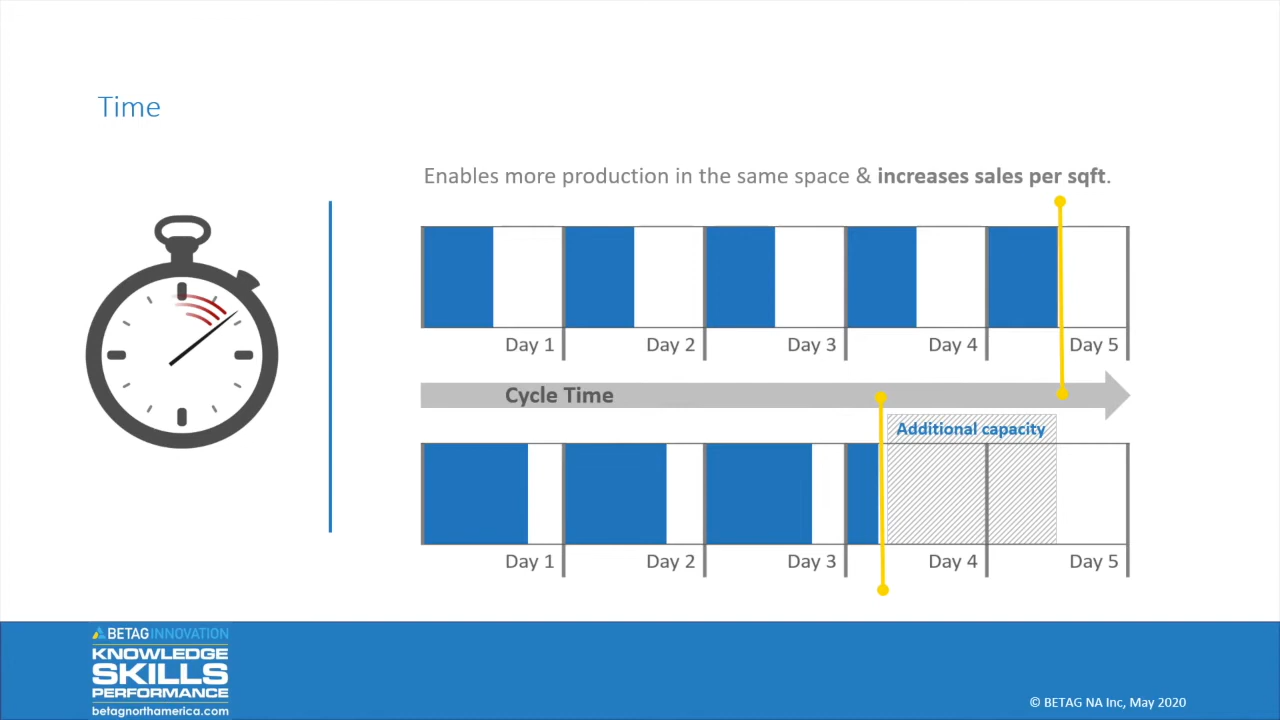 Time
Enables more production in the same space & increases sales per sqft.
Day 1 Day 2 Day 3 Day 4 Day 5
Cycle Time
Additional capacity
Day 1 Day 2 Day 3 Day 4 Day 5
BETAG INNOVATION
KNOWLEDGE
SKILLS
PERFORMANCE
betagnorthamerica.com
© BETAG NA Inc, May 2020